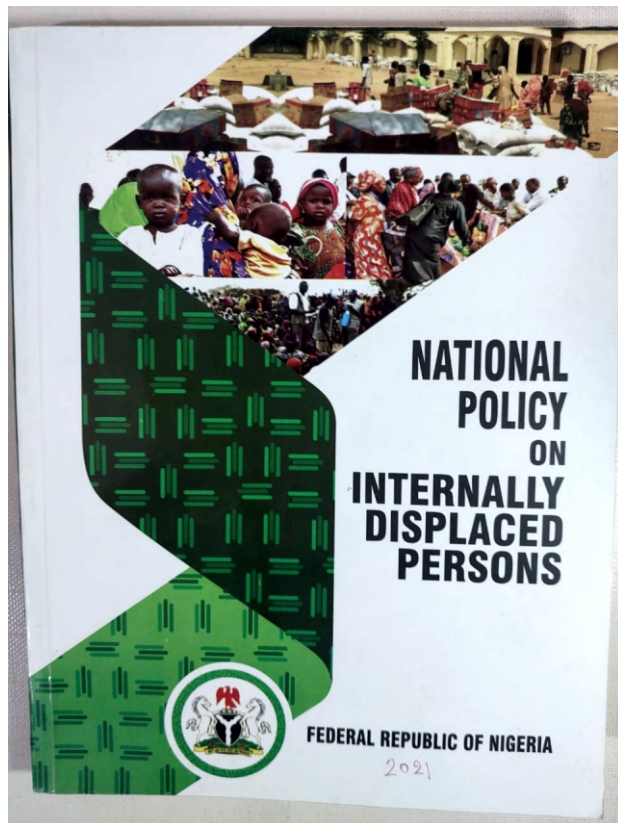 NATIONAL
POLICY
ON
INTERNALLY
DISPLACED
PERSONS
FEDERAL REPUBLIC OF NIGERIA
2021